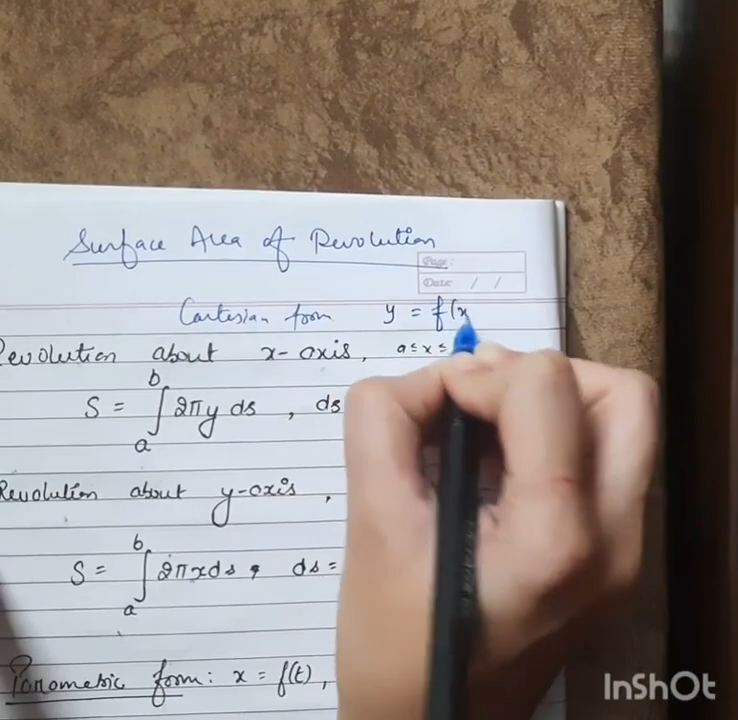 Surface Area of Revolution
Page:
Date: / /
Cartesian form y = f(x
Revolution about x-axis, a ≤ x ≤
S = ∫ₐᵇ 2πy ds , ds
Revolution about y-axis,
S = ∫ₐᵇ 2πx ds , ds =
Parametric form: x = f(t),
InShOt